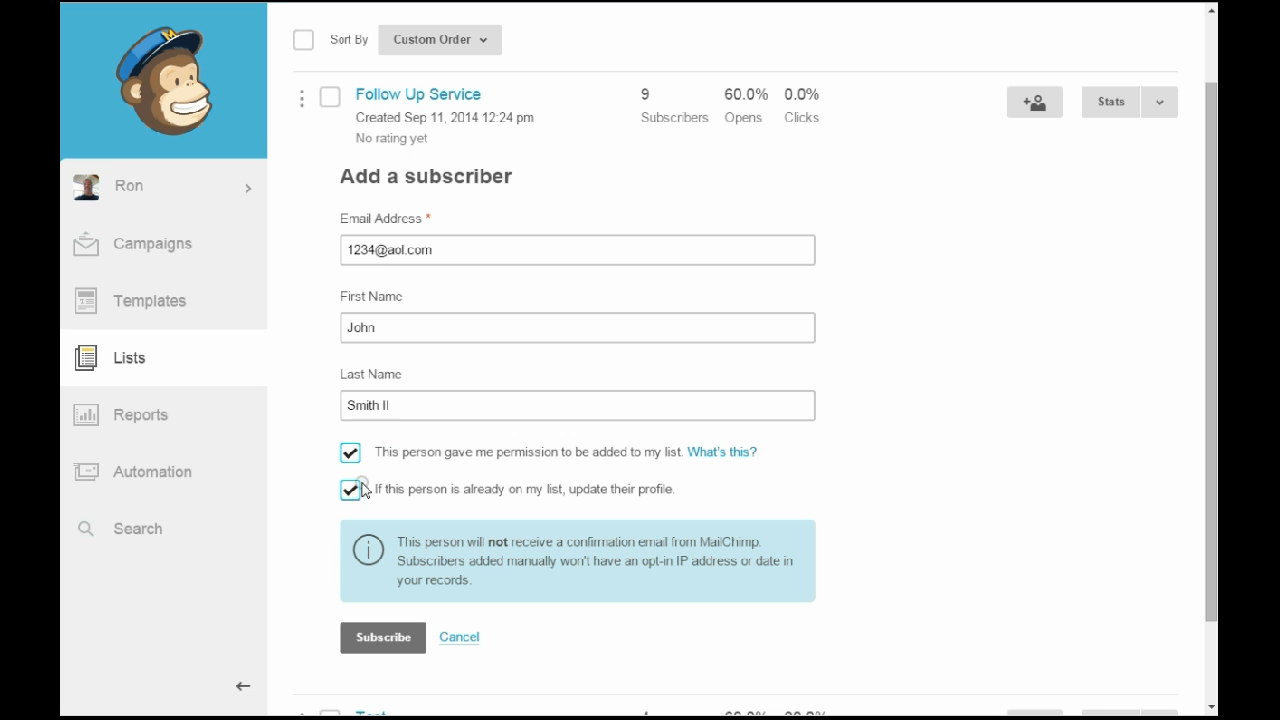 Sort By Custom Order
Follow Up Service 9 60.0% 0.0% Stats
Created Sep 11, 2014 12:24 pm Subscribers Opens Clicks
No rating yet
Add a subscriber
Ron
Email Address *
Campaigns
1234@aol.com
First Name
Templates
John
Lists
Last Name
Smith II
Reports
This person gave me permission to be added to my list. What's this?
Automation
If this person is already on my list, update their profile.
Search
This person will not receive a confirmation email from MailChimp.
Subscribers added manually won't have an opt-in IP address or date in
your records.
Subscribe Cancel